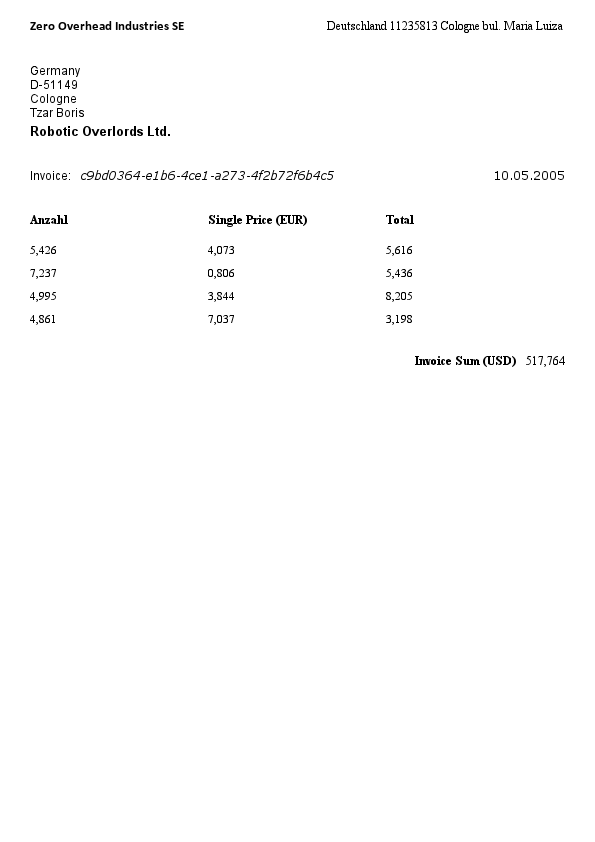 Zero Overhead Industries SE Deutschland 11235813 Cologne bul. Maria Luiza
Germany
D-51149
Cologne
Tzar Boris
Robotic Overlords Ltd.
Invoice: c9bd0364-e1b6-4ce1-a273-4f2b72f6b4c5 10.05.2005
Anzahl Single Price (EUR) Total
5,426 4,073 5,616
7,237 0,806 5,436
4,995 3,844 8,205
4,861 7,037 3,198
Invoice Sum (USD) 517,764